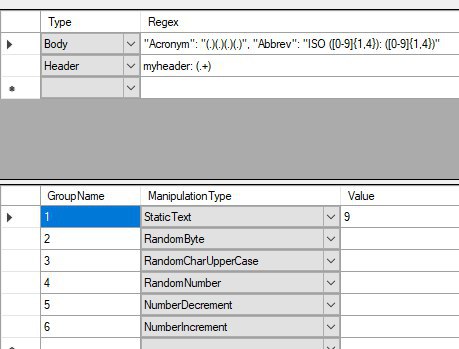 Type Regex
Body "Acronym": "(.)(.)(.)(.)", "Abbrev": "ISO ([0-9]{1,4}): ([0-9]{1,4})"
Header myheader: (.+)
GroupName ManipulationType Value
1 StaticText 9
2 RandomByte
3 RandomCharUpperCase
4 RandomNumber
5 NumberDecrement
6 NumberIncrement